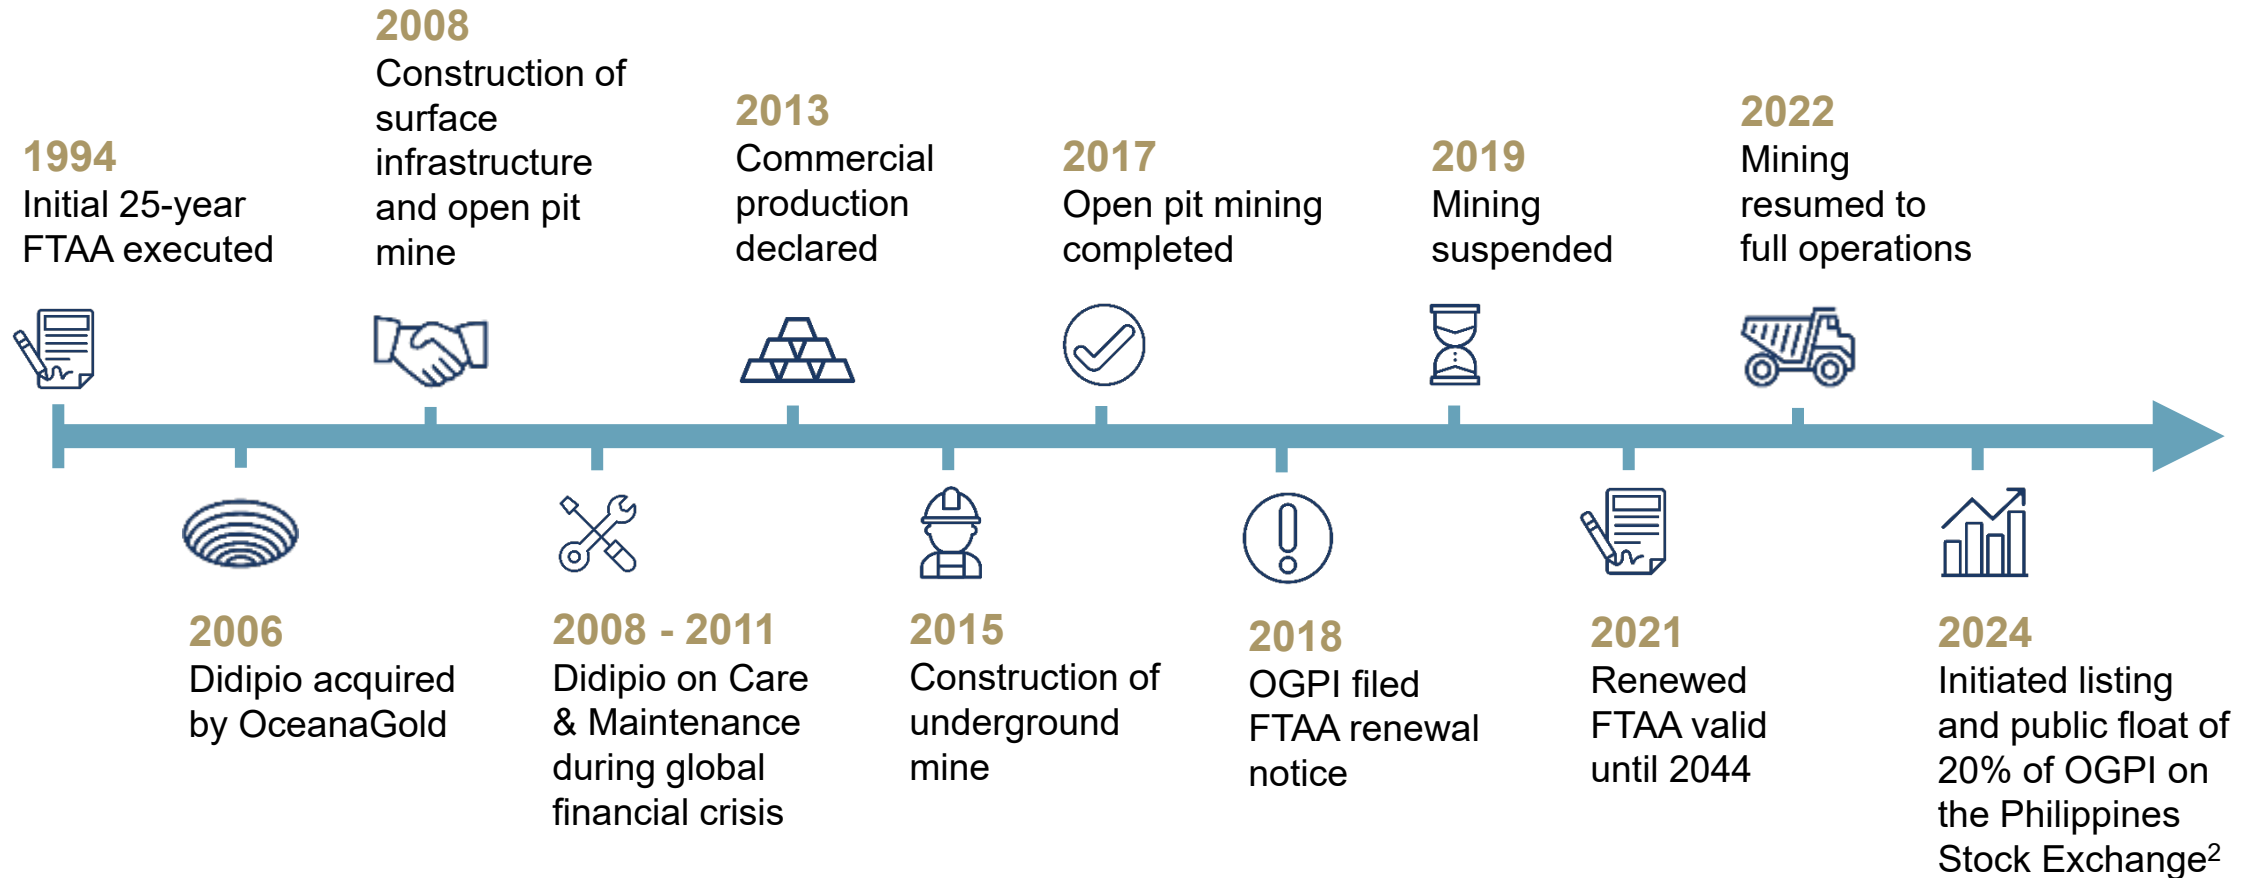 1994
Initial 25-year
FTAA executed
2006
Didipio acquired
by OceanaGold
2008
Construction of
surface
infrastructure
and open pit
mine
2008 - 2011
Didipio on Care
& Maintenance
during global
financial crisis
2013
Commercial
production
declared
2015
Construction of
underground
mine
2017
Open pit mining
completed
2018
OGPI filed
FTAA renewal
notice
2019
Mining
suspended
2021
Renewed
FTAA valid
until 2044
2022
Mining
resumed to
full operations
2024
Initiated listing
and public float of
20% of OGPI on
the Philippines
Stock Exchange²